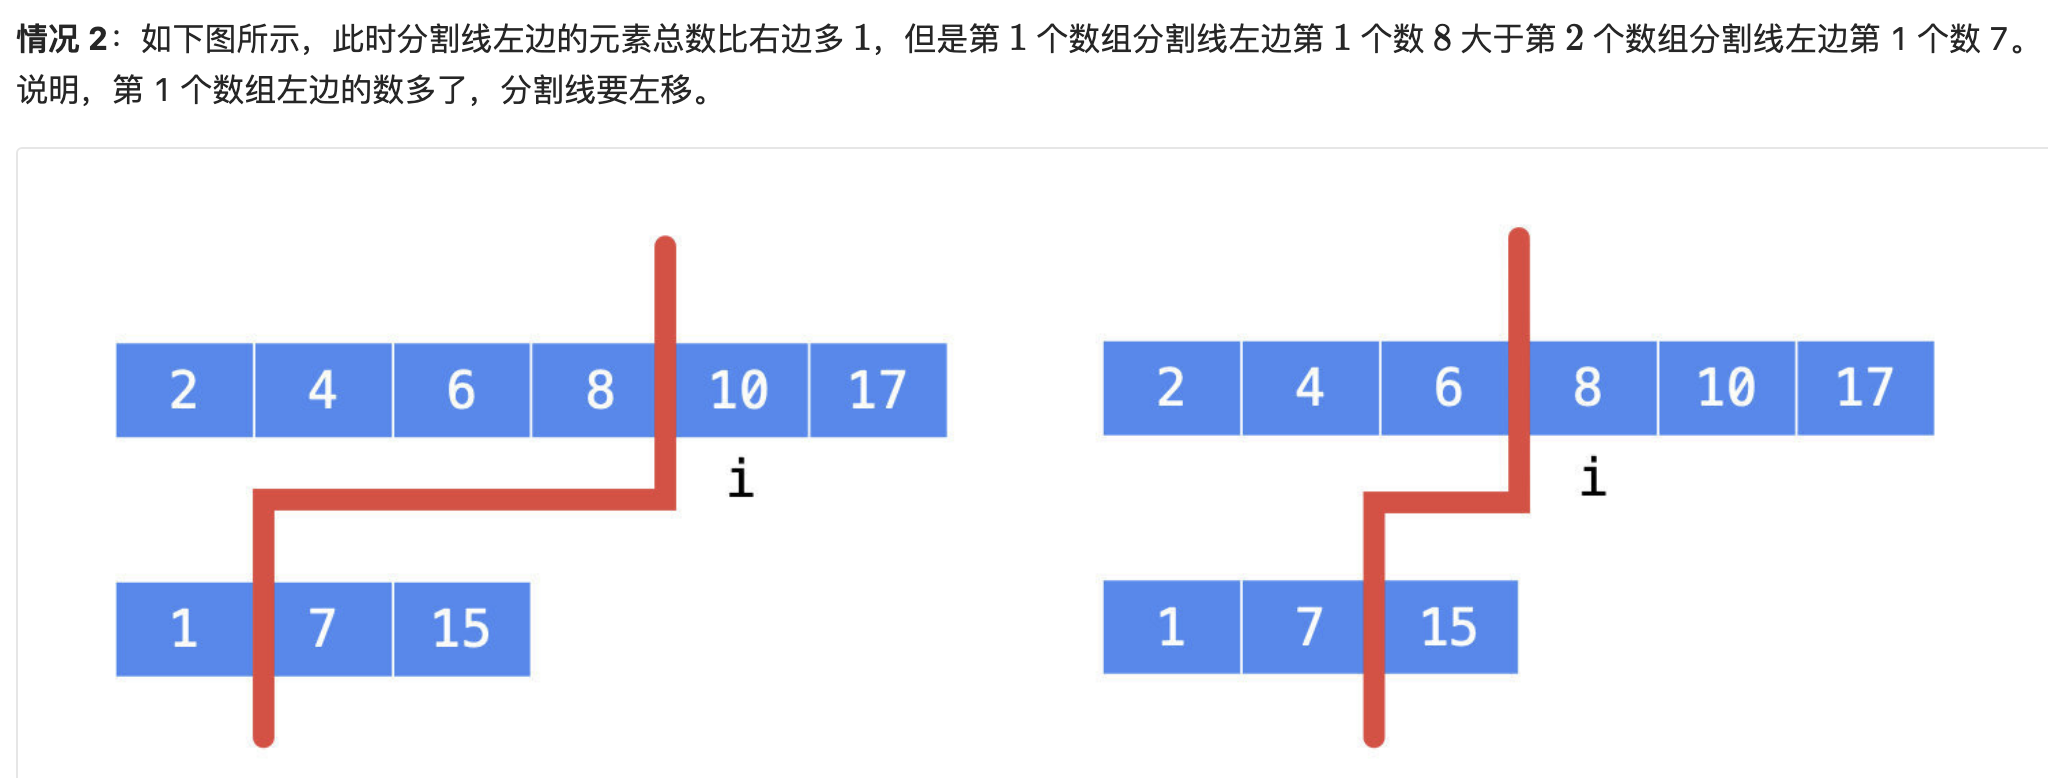 情况 2：如下图所示，此时分割线左边的元素总数比右边多 1，但是第 1 个数组分割线左边第 1 个数 8 大于第 2 个数组分割线左边第 1 个数 7。
说明，第 1 个数组左边的数多了，分割线要左移。
2 4 6 8 10 17
i
1 7 15
2 4 6 8 10 17
i
1 7 15